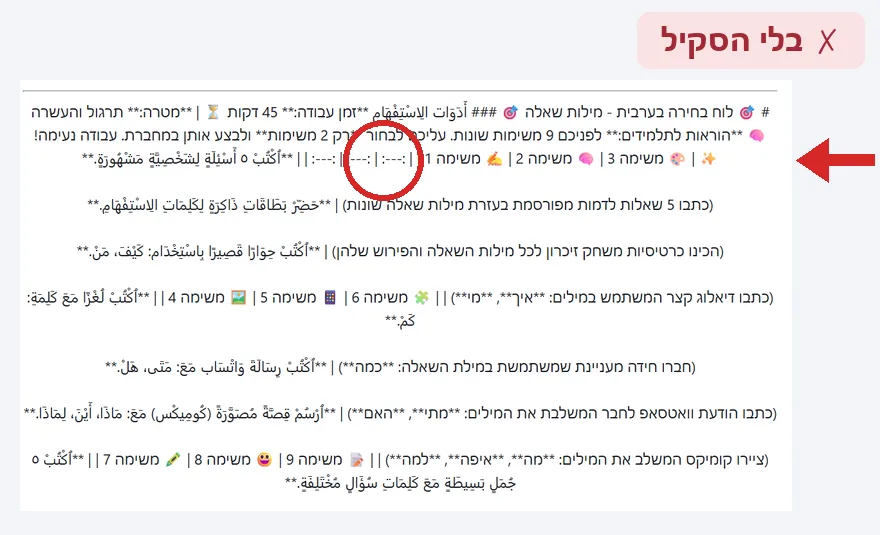 ✗ בלי הסקיל
# 🎯 לוח בחירה בערבית - מילות שאלה 🎯 ### أَدَوَات الِاسْتِفْهَامِ **זמן עבודה:** 45 דקות ⏳ | **מטרה:** תרגול והעשרה
🧠 **הוראות לתלמידים:** לפניכם 9 משימות שונות. עליכם לבחור **רק 2 משימות** ולבצע אותן במחברת. עבודה נעימה!
✨ | 🎨 משימה 3 | 🧠 משימה 2 | ✍️ משימה 1 | | :---: | :---: | :---: | | **اُكْتُبْ ٥ أَسْئِلَةٍ لِشَخْصِيَّةٍ مَشْهُورَةٍ.**
(כתבו 5 שאלות לדמות מפורסמת בעזרת מילות שאלה שונות) | **حَضِّرْ بَطَاقَاتِ ذَاكِرَةٍ لِكَلِمَاتِ الِاسْتِفْهَامِ.**
(הכינו כרטיסיות משחק זיכרון לכל מילות השאלה והפירוש שלהן) | **اُكْتُبْ حِوَارًا قَصِيرًا بِاسْتِخْدَام: كَيْفَ، مَنْ.**
(כתבו דיאלוג קצר המשתמש במילים: **איך**, **מי**) | | 🧩 משימה 6 | 📱 משימה 5 | 🖼️ משימה 4 | | **اُكْتُبْ لُغْزًا مَعَ كَلِمَةِ:
كَمْ.**
(חברו חידה מעניינת שמשתמשת במילת השאלה: **כמה**) | **اُكْتُبْ رِسَالَةَ وَاتْسَاب مَعَ: مَتَى، هَلْ.**
(כתבו הודעת וואטסאפ לחבר המשלבת את המילים: **מתי**, **האם**) | **اُرْسُمْ قِصَّةً مُصَوَّرَةً (كُومِيكْس) مَعَ: مَاذَا، أَيْنَ، لِمَاذَا.**
(ציירו קומיקס המשלב את המילים: **מה**, **איפה**, **למה**) | | 📝 משימה 9 | 😃 משימה 8 | 🖍️ משימה 7 | | **اُكْتُبْ ٥
جُمَلٍ بَسِيطَةٍ مَعَ كَلِمَاتِ سُؤَالٍ مُخْتَلِفَةٍ.**